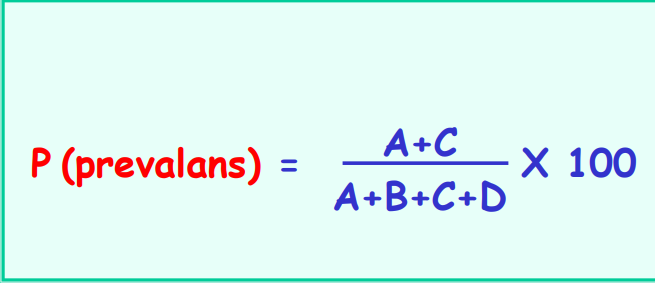 A+C
P (prevalans) = X 100
A+B+C+D